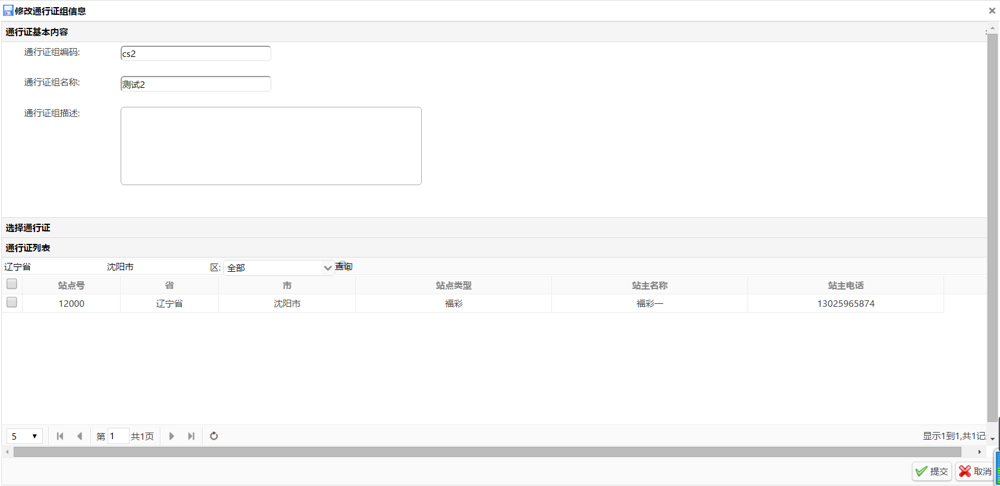 修改通行证组信息
通行证基本内容
通行证组编码: cs2
通行证组名称: 测试2
通行证组描述:
选择通行证
通行证列表
辽宁省 沈阳市 区: 全部 查询
站点号 省 市 站点类型 站主名称 站主电话
12000 辽宁省 沈阳市 福彩 福彩一 13025965874
5 第 1 共1页 显示1到1,共1记
提交 取消